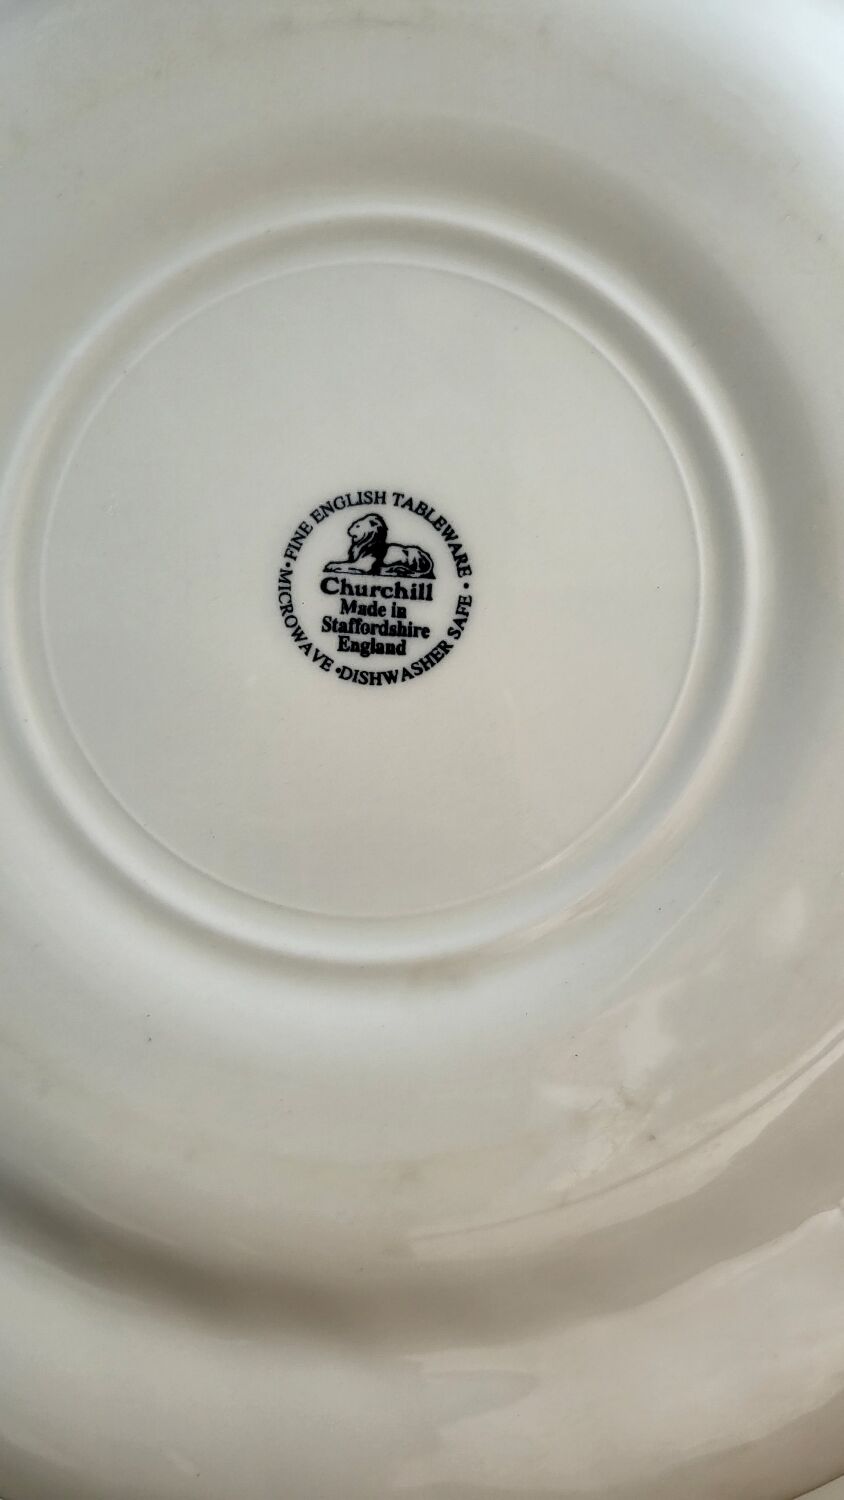 •FINE ENGLISH TABLEWARE•
Churchill
Made in
Staffordshire
England
MICROWAVE •DISHWASHER SAFE